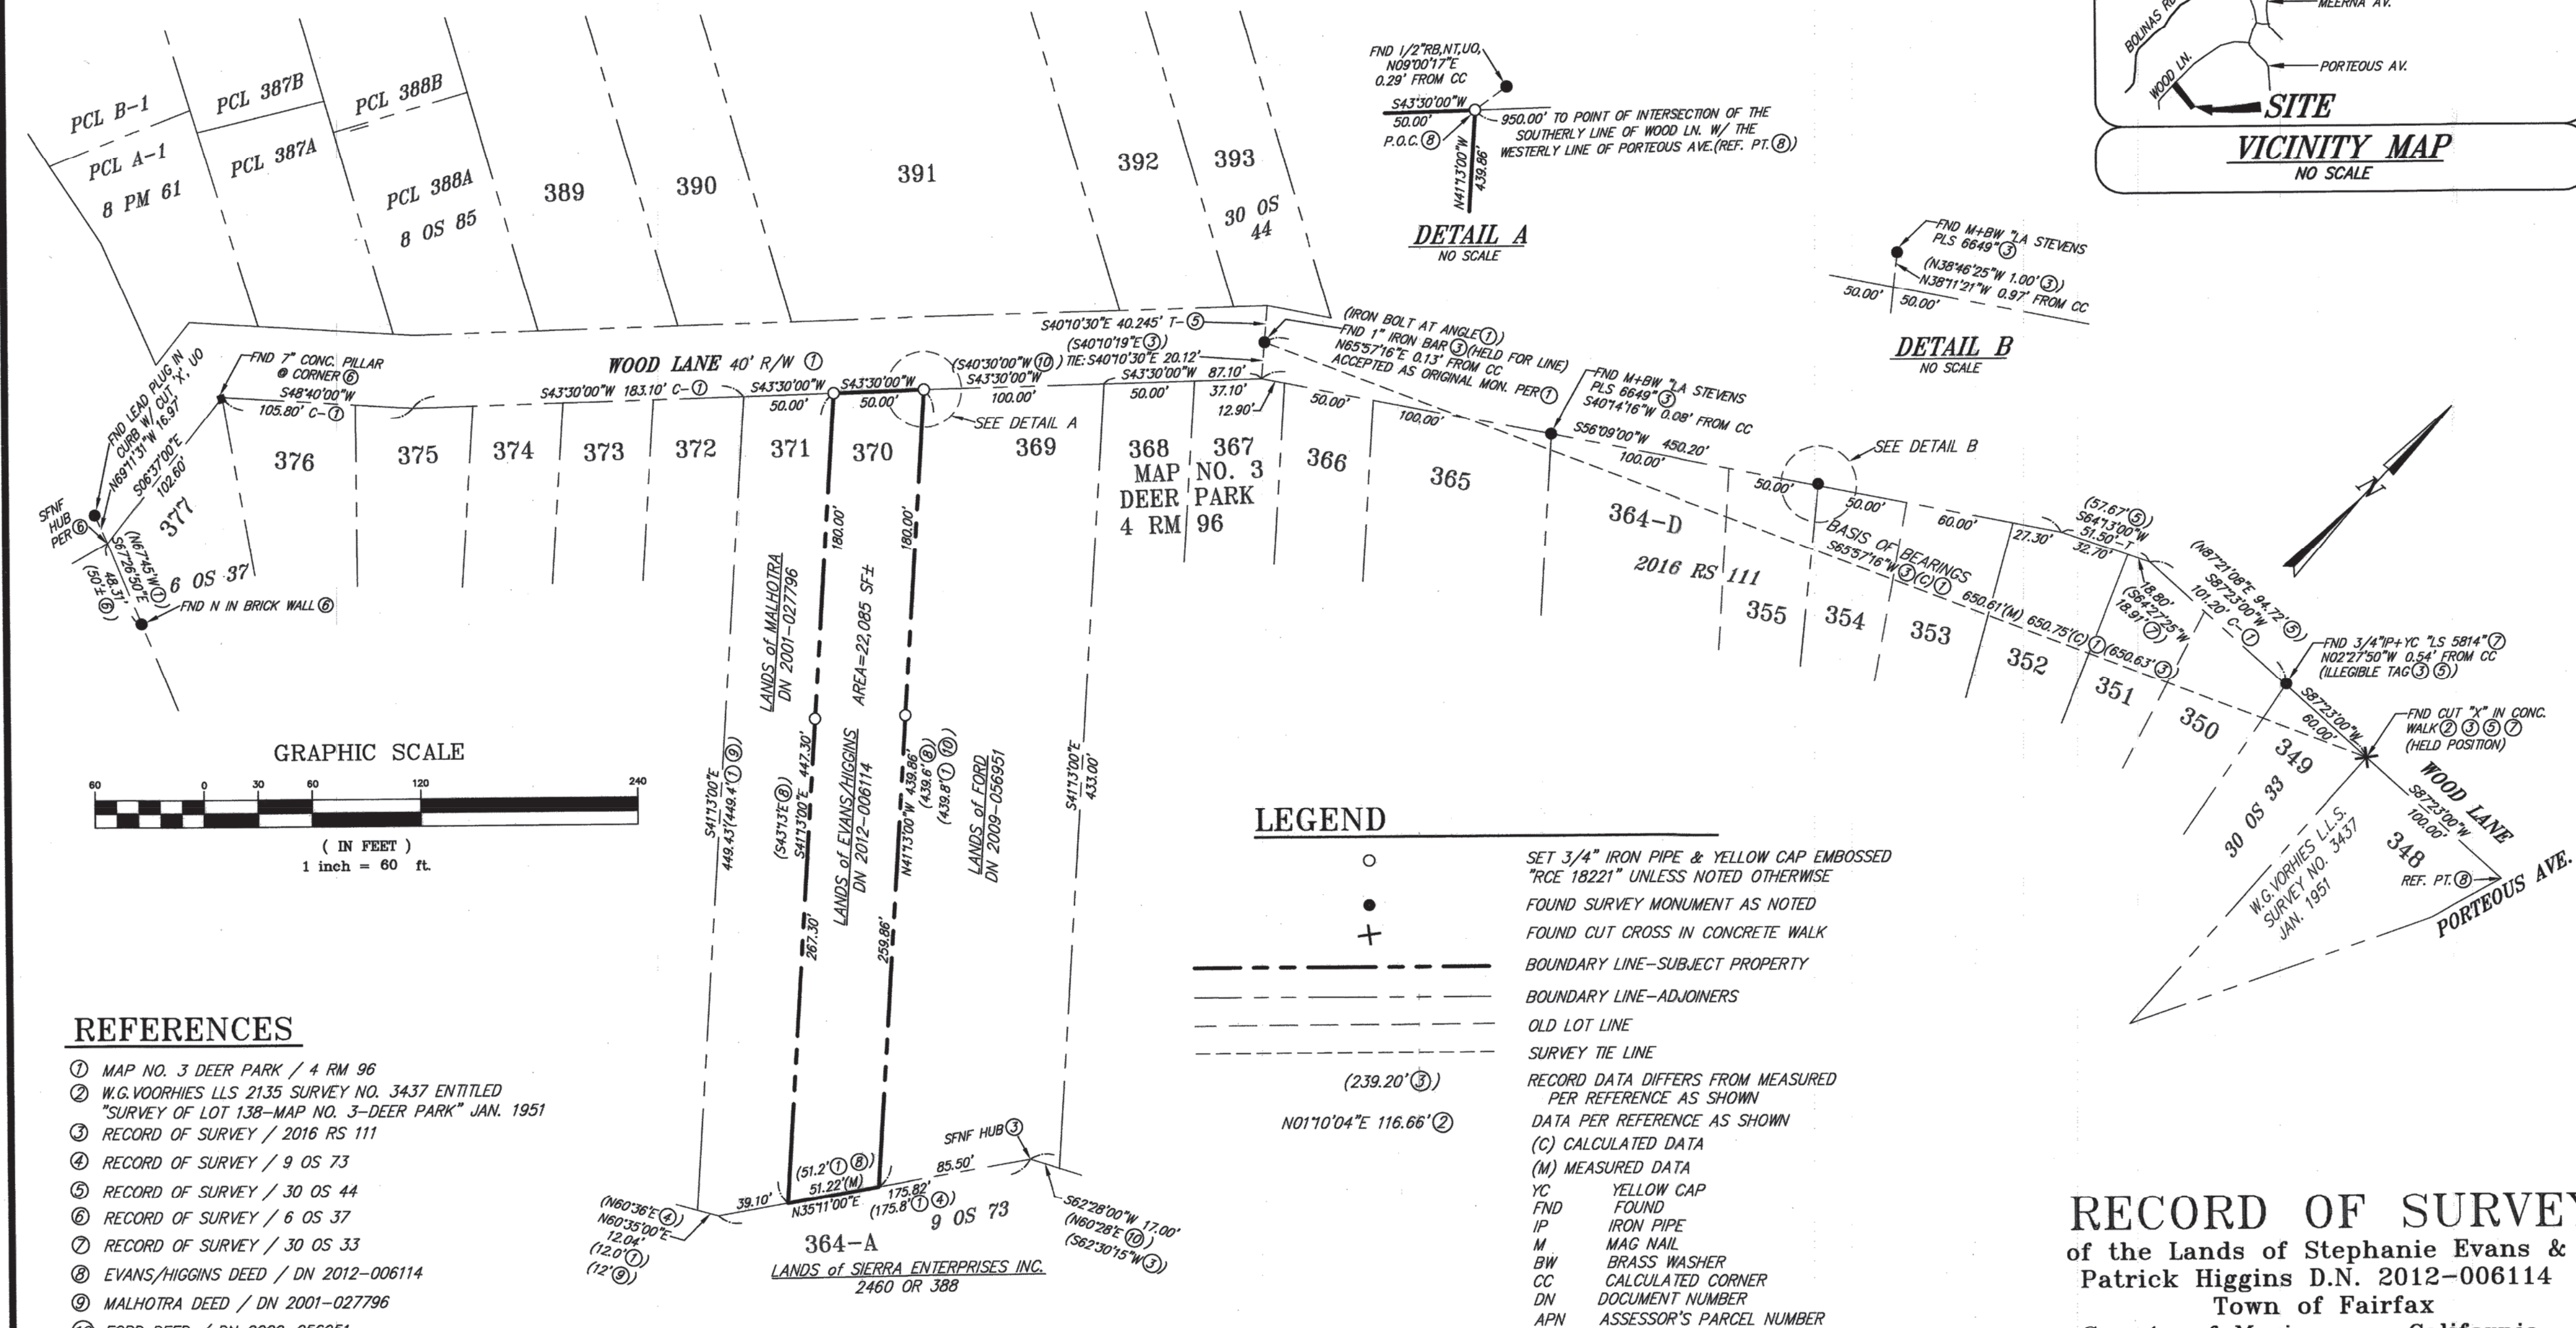 PCL B-1
PCL A-1
8 PM 61
PCL 387B
PCL 387A
PCL 388B
PCL 388A
8 OS 85
389
390
391
392
393
30 OS
44
FND 1/2"RB,NT,UO,
N09°00'17"E
0.29' FROM CC
S43°30'00"W
50.00'
P.O.C.⑧
950.00' TO POINT OF INTERSECTION OF THE
SOUTHERLY LINE OF WOOD LN. W/ THE
WESTERLY LINE OF PORTEOUS AVE.(REF. PT.⑧)
N41°13'00"W
439.86'
DETAIL A
NO SCALE
MEERNA AV.
WOOD LN.
PORTEOUS AV.
SITE
VICINITY MAP
NO SCALE
FND M+BW "LA STEVENS
PLS 6649"③
(N38°46'25"W 1.00'③)
N38°11'21"W 0.97' FROM CC
50.00'
50.00'
DETAIL B
NO SCALE
FND LEAD PLUG IN
CURB W/ CUT 'X', UO
N69°11'31"W 16.97'
S06°37'00"E
102.60'
FND 7" CONC. PILLAR
@ CORNER⑥
S48°40'00"W
105.80' C-①
WOOD LANE 40' R/W ①
S43°30'00"W 183.10' C-①
S43°30'00"W
50.00'
S43°30'00"W
50.00'
S40°10'30"E 40.245' T-⑤
(S40°10'19"E③)
(S40°30'00"W⑩) TIE:S40°10'30"E 20.12'
S43°30'00"W
100.00'
S43°30'00"W 87.10'
50.00'
37.10'
12.90'
SEE DETAIL A
(IRON BOLT AT ANGLE①)
FND 1" IRON BAR③(HELD FOR LINE)
N65°57'16"E 0.13' FROM CC
ACCEPTED AS ORIGINAL MON. PER①
50.00'
100.00'
FND M+BW "LA STEVENS
PLS 6649"③
S40°14'16"W 0.08' FROM CC
S56°09'00"W 450.20'
100.00'
SEE DETAIL B
50.00'
50.00'
60.00'
27.30'
(57.67'⑤)
S64°13'00"W
51.50'-T
32.70'
18.80'
(S64°27'25"W
18.91'⑦)
(N87°21'08"E 94.72'⑤)
S87°23'00"W
101.20' C-①
FND 3/4"IP+YC "LS 5814"⑦
N02°27'50"W 0.54' FROM CC
(ILLEGIBLE TAG③⑤)
S87°23'00"W
60.00'
FND CUT "X" IN CONC.
WALK②③⑤⑦
(HELD POSITION)
WOOD LANE
S87°23'00"W
100.00'
REF. PT.⑧
PORTEOUS AVE.
N
BASIS OF BEARINGS
S65°57'16"W③(C)① 650.61'(M) 650.75'(C)①(650.63'③)
SFNF
HUB
PER⑥
377
(N67°45'W①)
S67°26'50"E
48.31'
(50'±⑥)
6 OS 37
FND N IN BRICK WALL⑥
376
375
374
373
372
371
370
369
368
367
366
365
364-D
355
354
353
352
351
350
349
348
MAP NO. 3
DEER PARK
4 RM 96
2016 RS 111
30 OS 33
W.G.VORHIES L.L.S.
SURVEY NO. 3437
JAN. 1951
LANDS of MALHOTRA
DN 2001-027796
180.00'
180.00'
AREA=22,085 SF±
S41°13'00"E
449.43'(449.4'①⑨)
(S43°13'E⑧)
S41°13'00"E 447.30'
LANDS of EVANS/HIGGINS
DN 2012-006114
N41°13'00"W 439.86'
(439.6'⑧)
(439.8'①⑩)
LANDS of FORD
DN 2009-056951
S41°13'00"E
433.00'
267.30'
259.86'
GRAPHIC SCALE
60 0 30 60 120 240
( IN FEET )
1 inch = 60 ft.
SFNF HUB③
(51.2'①⑧)
51.22'(M)
N35°11'00"E
39.10'
85.50'
175.82'
(175.8'①④)
9 OS 73
(N60°36'E④)
N60°35'00"E
12.04'
(12.0'①)
(12'⑨)
S62°28'00"W 17.00'
(N60°28'E⑩)
(S62°30'15"W③)
364-A
LANDS of SIERRA ENTERPRISES INC.
2460 OR 388
REFERENCES
① MAP NO. 3 DEER PARK / 4 RM 96
② W.G.VOORHIES LLS 2135 SURVEY NO. 3437 ENTITLED
"SURVEY OF LOT 138-MAP NO. 3-DEER PARK" JAN. 1951
③ RECORD OF SURVEY / 2016 RS 111
④ RECORD OF SURVEY / 9 OS 73
⑤ RECORD OF SURVEY / 30 OS 44
⑥ RECORD OF SURVEY / 6 OS 37
⑦ RECORD OF SURVEY / 30 OS 33
⑧ EVANS/HIGGINS DEED / DN 2012-006114
⑨ MALHOTRA DEED / DN 2001-027796
LEGEND
SET 3/4" IRON PIPE & YELLOW CAP EMBOSSED
"RCE 18221" UNLESS NOTED OTHERWISE
FOUND SURVEY MONUMENT AS NOTED
FOUND CUT CROSS IN CONCRETE WALK
BOUNDARY LINE-SUBJECT PROPERTY
BOUNDARY LINE-ADJOINERS
OLD LOT LINE
SURVEY TIE LINE
(239.20'③) RECORD DATA DIFFERS FROM MEASURED
PER REFERENCE AS SHOWN
N01°10'04"E 116.66'② DATA PER REFERENCE AS SHOWN
(C) CALCULATED DATA
(M) MEASURED DATA
YC YELLOW CAP
FND FOUND
IP IRON PIPE
M MAG NAIL
BW BRASS WASHER
CC CALCULATED CORNER
DN DOCUMENT NUMBER
APN ASSESSOR'S PARCEL NUMBER
RECORD OF SURVEY
of the Lands of Stephanie Evans &
Patrick Higgins D.N. 2012-006114
Town of Fairfax